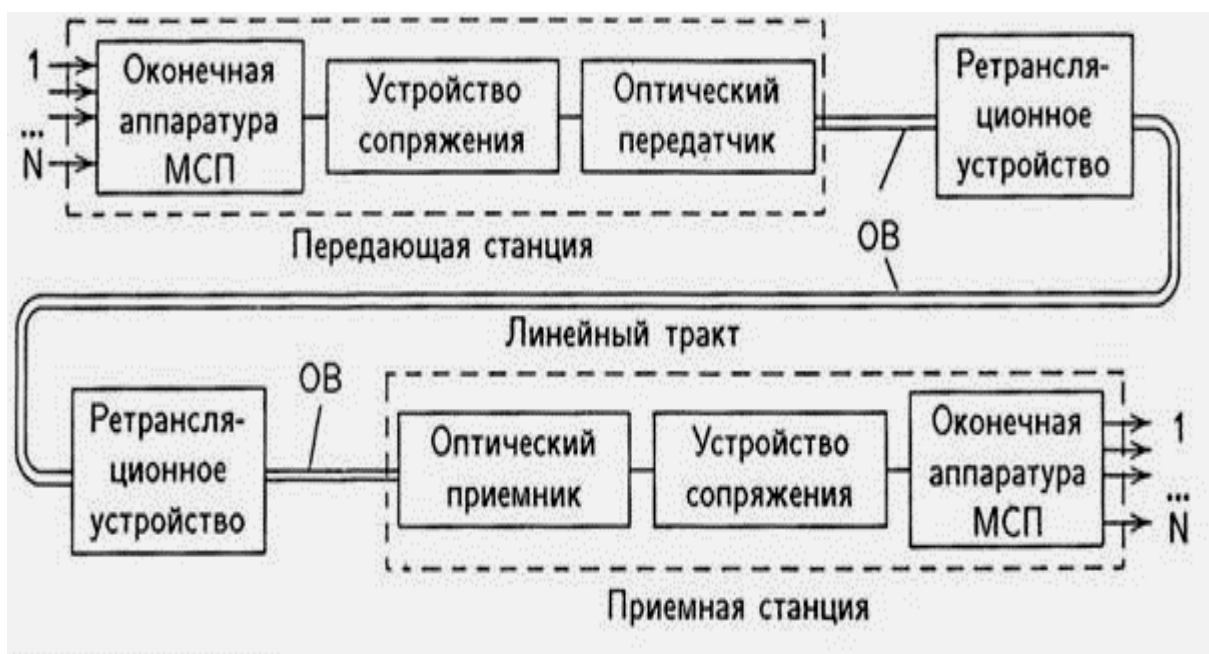 1
...
N
Оконечная
аппаратура
МСП
Устройство
сопряжения
Оптический
передатчик
Ретрансля-
ционное
устройство
Передающая станция
ОВ
Линейный тракт
Ретрансля-
ционное
устройство
ОВ
Оптический
приемник
Устройство
сопряжения
Оконечная
аппаратура
МСП
1
...
N
Приемная станция